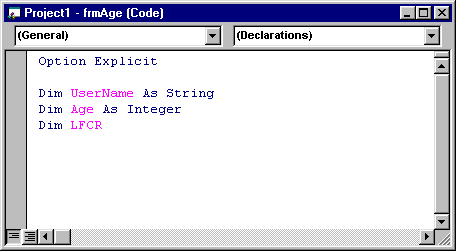 Project1 - frmAge (Code)
(General) (Declarations)
Option Explicit
Dim UserName As String
Dim Age As Integer
Dim LFCR